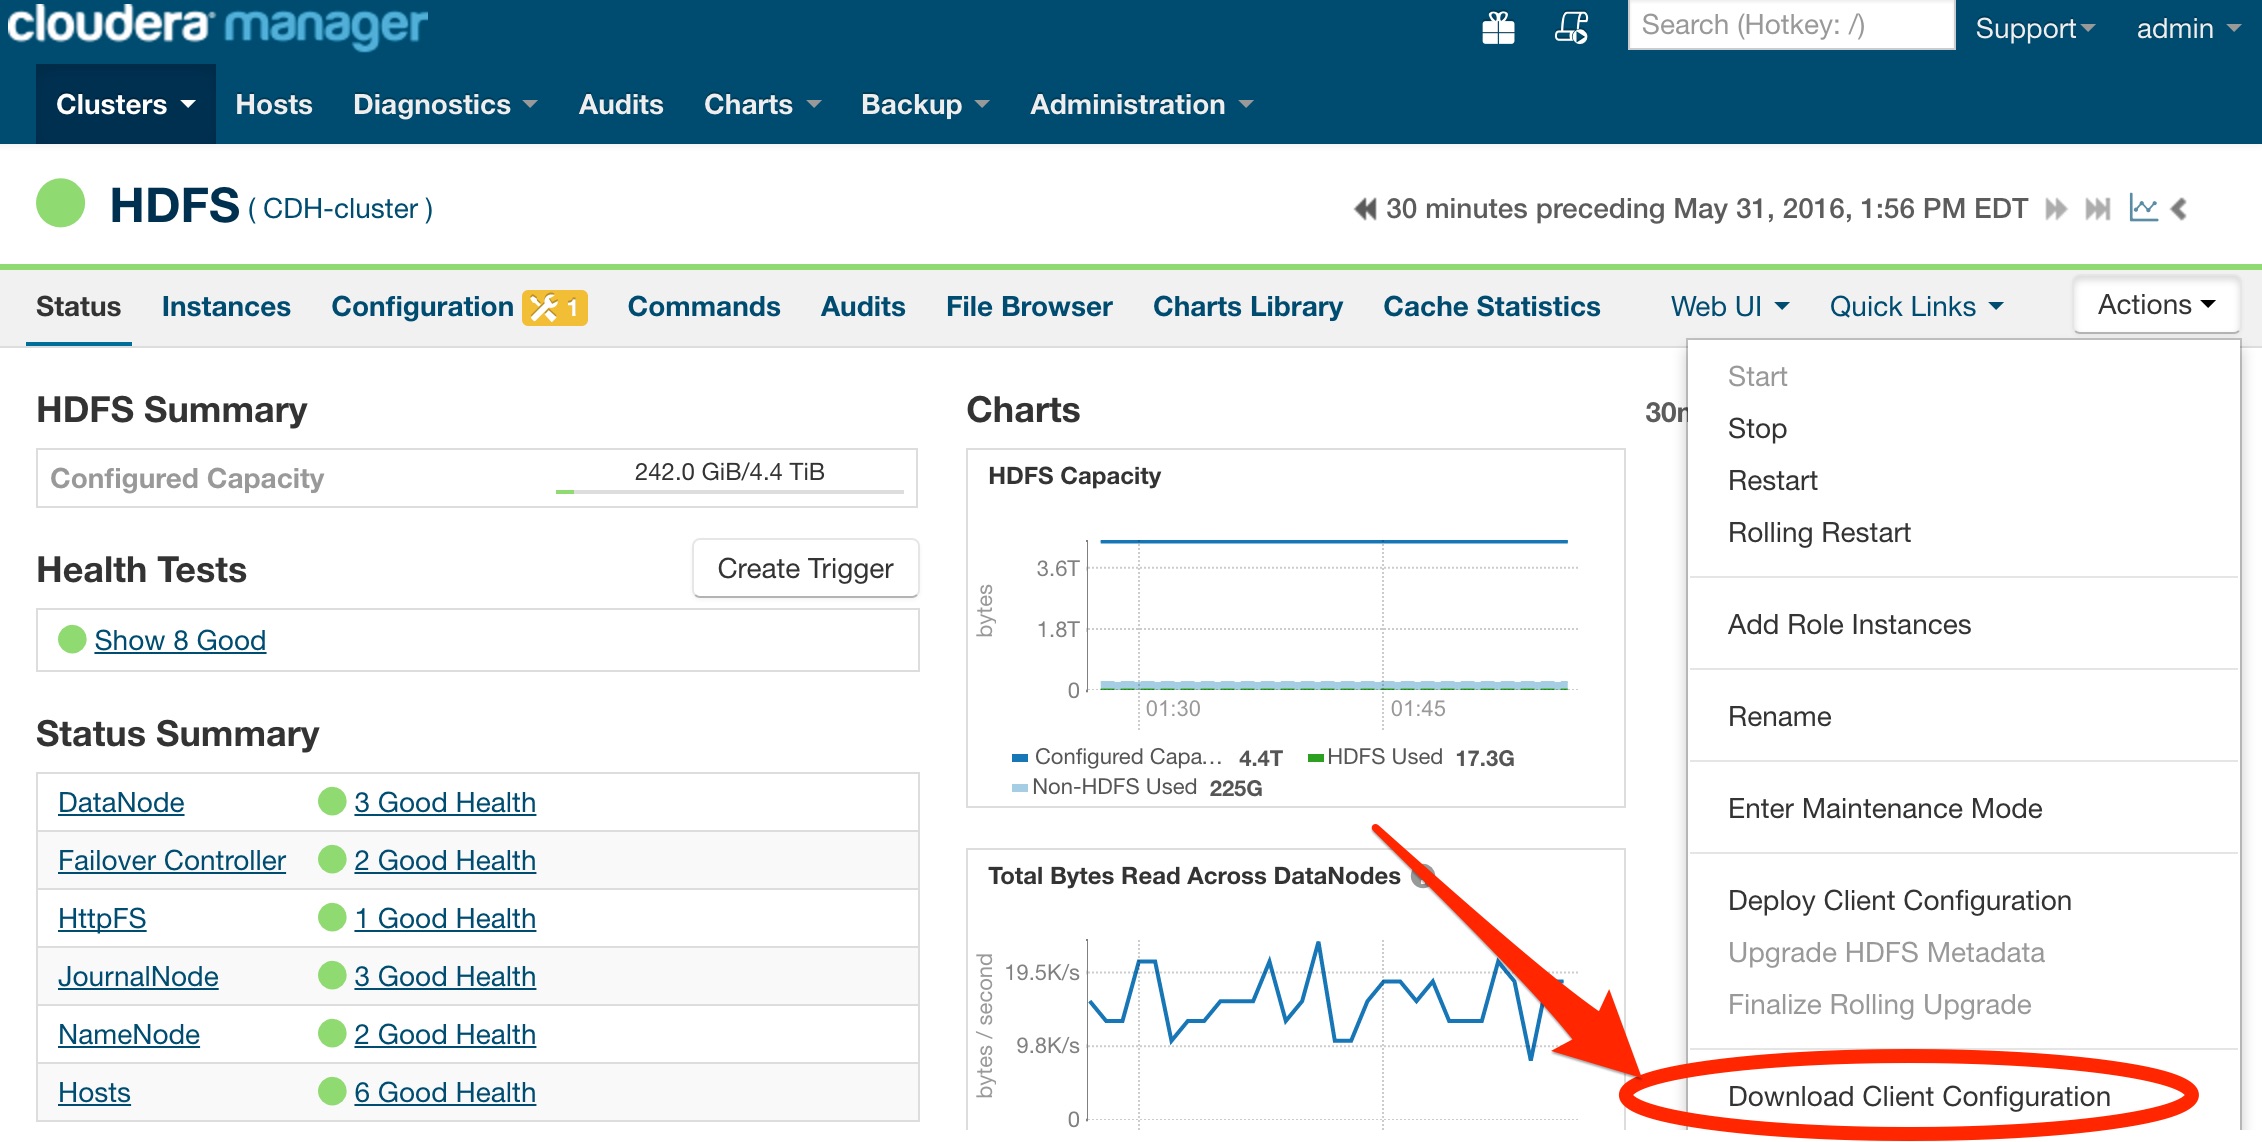 cloudera manager
Search (Hotkey: /)
Support
admin
Clusters
Hosts
Diagnostics
Audits
Charts
Backup
Administration
HDFS ( CDH-cluster )
30 minutes preceding May 31, 2016, 1:56 PM EDT
Status
Instances
Configuration 1
Commands
Audits
File Browser
Charts Library
Cache Statistics
Web UI
Quick Links
Actions
HDFS Summary
Configured Capacity
242.0 GiB/4.4 TiB
Health Tests
Create Trigger
Show 8 Good
Status Summary
DataNode 3 Good Health
Failover Controller 2 Good Health
HttpFS 1 Good Health
JournalNode 3 Good Health
NameNode 2 Good Health
Hosts 6 Good Health
Charts
HDFS Capacity
bytes
3.6T
1.8T
0
01:30
01:45
Configured Capa... 4.4T
HDFS Used 17.3G
Non-HDFS Used 225G
Total Bytes Read Across DataNodes
bytes / second
19.5K/s
9.8K/s
0
Start
Stop
Restart
Rolling Restart
Add Role Instances
Rename
Enter Maintenance Mode
Deploy Client Configuration
Upgrade HDFS Metadata
Finalize Rolling Upgrade
Download Client Configuration